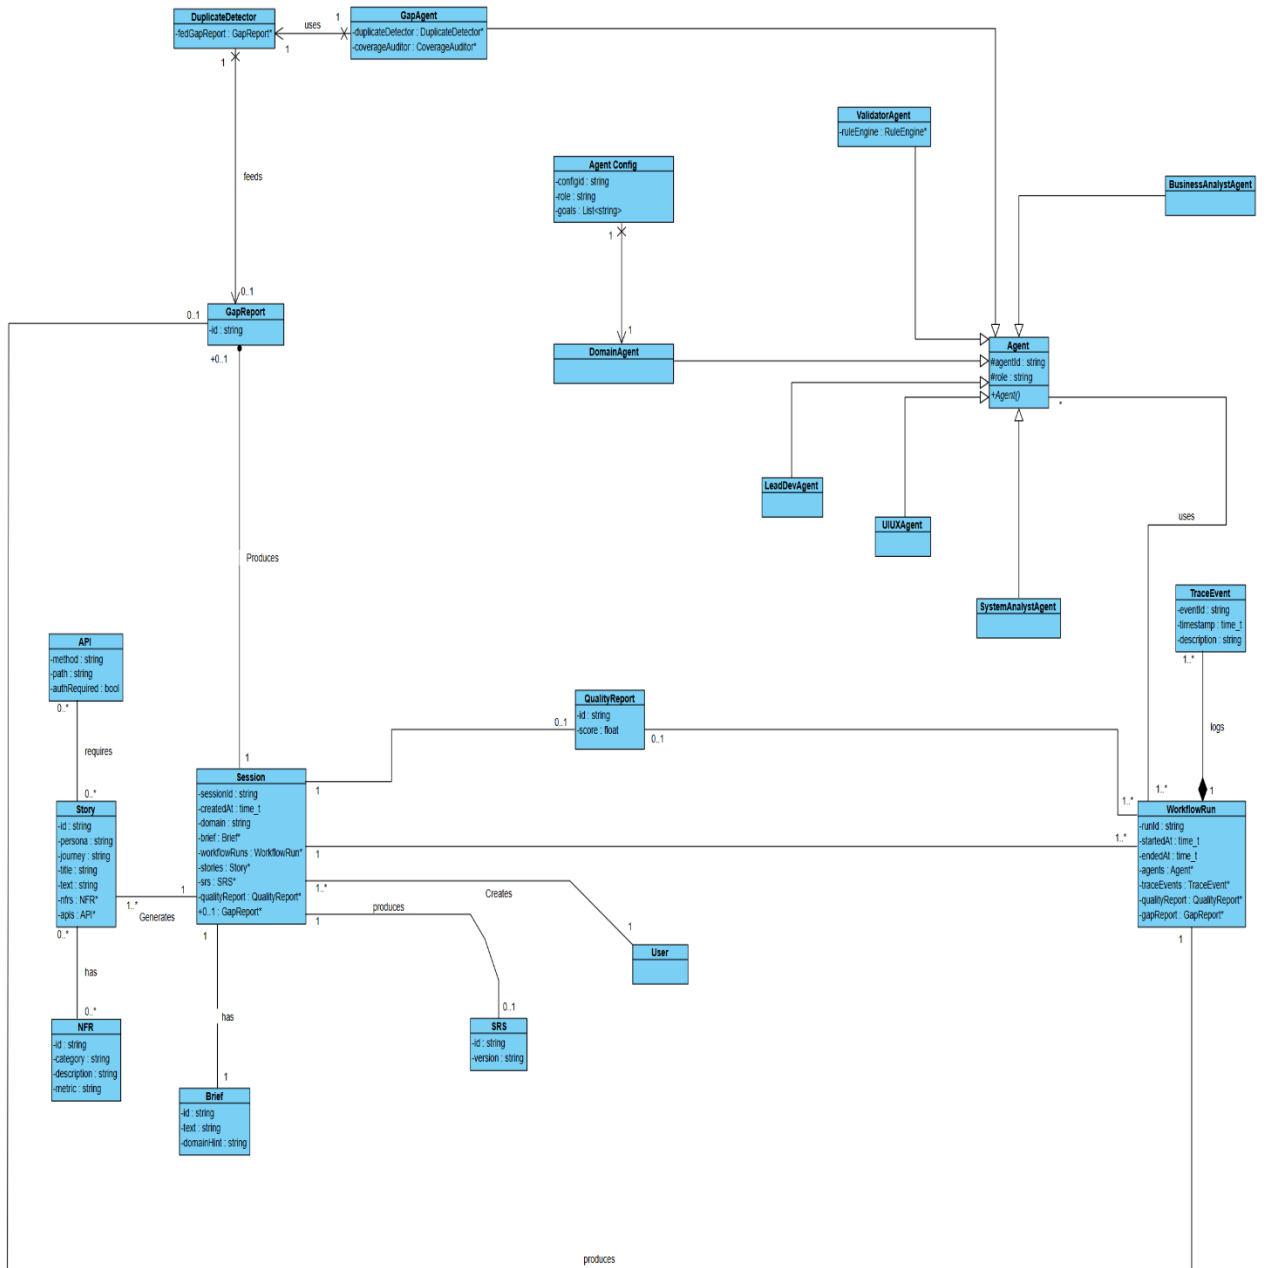 DuplicateDetector
-fedGapReport : GapReport*
1
uses
1
1
GapAgent
-duplicateDetector : DuplicateDetector*
-coverageAuditor : CoverageAuditor*
1
feeds
0..1
ValidatorAgent
-ruleEngine : RuleEngine*
Agent Config
-configid : string
-role : string
-goals : List<string>
1
1
BusinessAnalystAgent
0..1
GapReport
-id : string
+0..1
DomainAgent
Agent
#agentId : string
#role : string
+Agent()
*
LeadDevAgent
UIUXAgent
uses
Produces
SystemAnalystAgent
TraceEvent
-eventId : string
-timestamp : time_t
-description : string
1..*
logs
1
API
-method : string
-path : string
-authRequired : bool
0..*
requires
0..*
QualityReport
-id : string
-score : float
0..1
0..1
1
Session
-sessionId : string
-createdAt : time_t
-domain : string
-brief : Brief*
-workflowRuns : WorkflowRun*
-stories : Story*
-srs : SRS*
-qualityReport : QualityReport*
+0..1 : GapReport*
1
1
1..*
1
1
Story
-id : string
-persona : string
-journey : string
-title : string
-text : string
-nfrs : NFR*
-apis : API*
1
1..*
Generates
0..*
has
0..*
1..*
1..*
1..*
WorkflowRun
-runId : string
-startedAt : time_t
-endedAt : time_t
-agents : Agent*
-traceEvents : TraceEvent*
-qualityReport : QualityReport*
-gapReport : GapReport*
1
Creates
1
User
produces
0..1
SRS
-id : string
-version : string
NFR
-id : string
-category : string
-description : string
-metric : string
has
1
Brief
-id : string
-text : string
-domainHint : string
produces